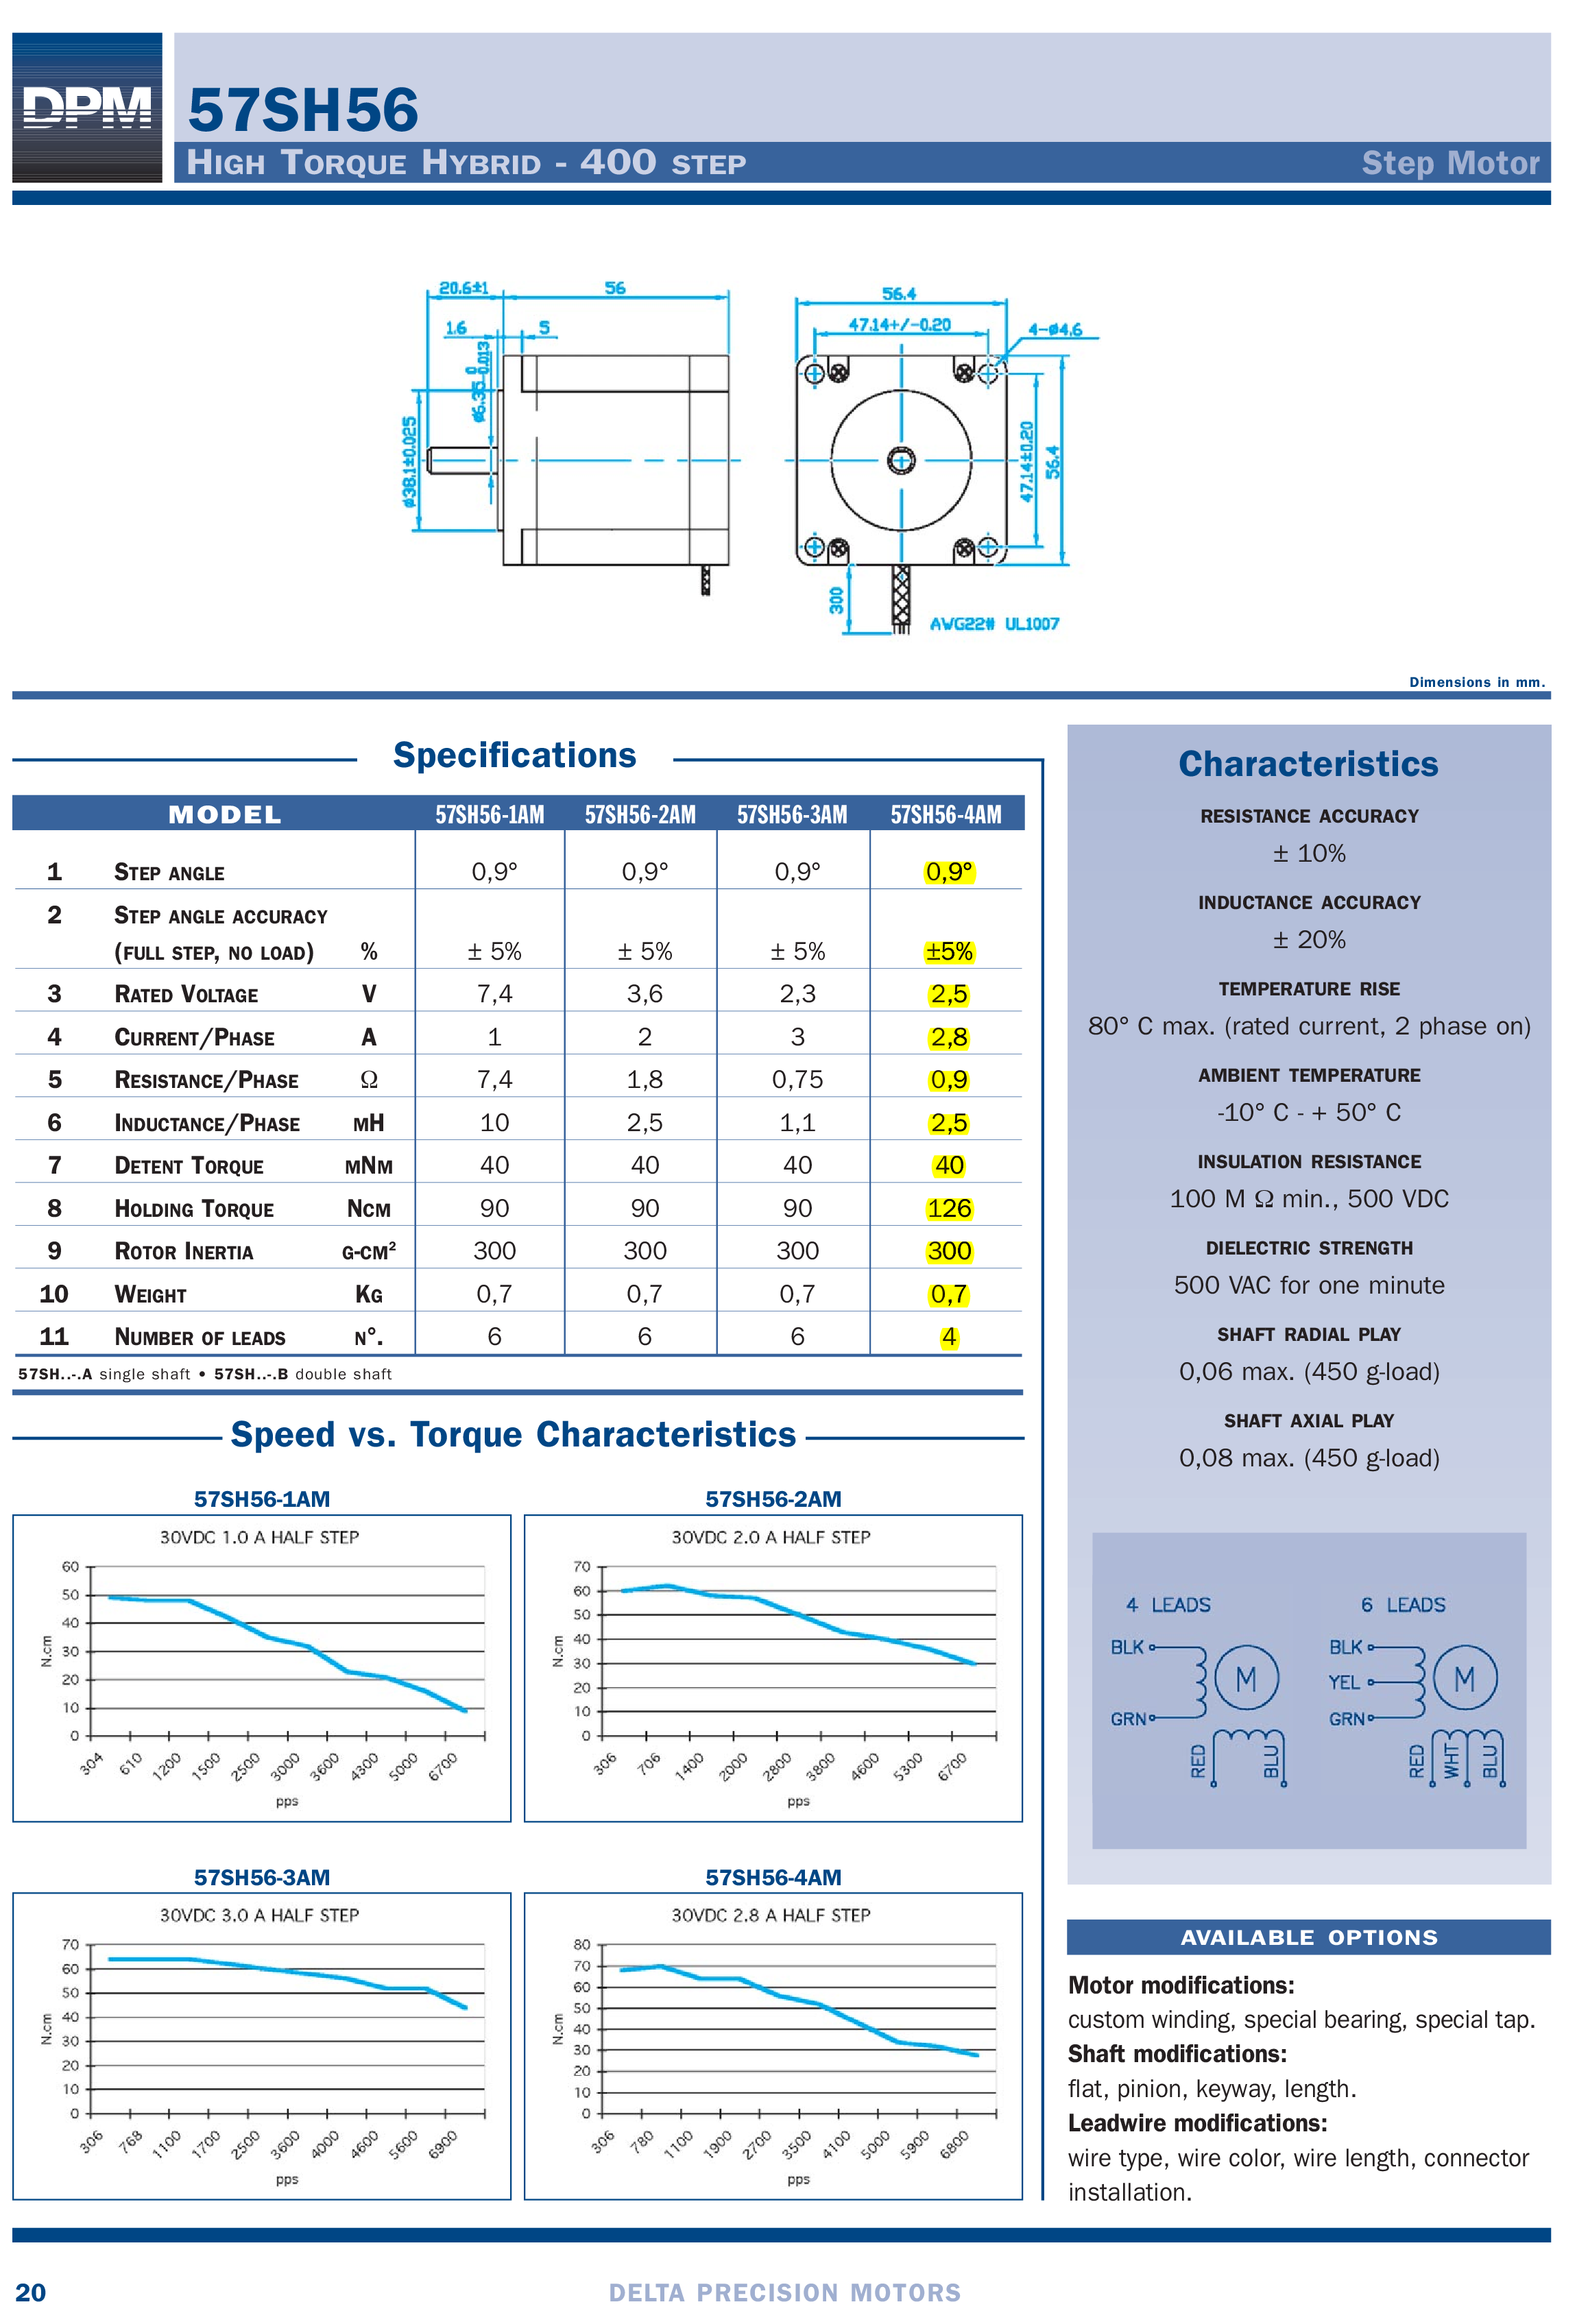 DPM
57SH56
HIGH TORQUE HYBRID - 400 STEP
Step Motor
20.6±1
56
1.6
5
ø6.35 0 -0.013
ø38.1±0.025
56.4
47.14+/-0.20
4-ø4.6
47.14±0.20
56.4
300
AWG22# UL1007
Dimensions in mm.
Specifications
MODEL 57SH56-1AM 57SH56-2AM 57SH56-3AM 57SH56-4AM
1 STEP ANGLE 0,9° 0,9° 0,9° 0,9°
2 STEP ANGLE ACCURACY
(FULL STEP, NO LOAD) % ± 5% ± 5% ± 5% ±5%
3 RATED VOLTAGE V 7,4 3,6 2,3 2,5
4 CURRENT/PHASE A 1 2 3 2,8
5 RESISTANCE/PHASE Ω 7,4 1,8 0,75 0,9
6 INDUCTANCE/PHASE MH 10 2,5 1,1 2,5
7 DETENT TORQUE MNM 40 40 40 40
8 HOLDING TORQUE NCM 90 90 90 126
9 ROTOR INERTIA G-CM² 300 300 300 300
10 WEIGHT KG 0,7 0,7 0,7 0,7
11 NUMBER OF LEADS N°. 6 6 6 4
57SH..-.A single shaft • 57SH..-.B double shaft
Speed vs. Torque Characteristics
57SH56-1AM
30VDC 1.0 A HALF STEP
60
50
40
30
20
10
0
N.cm
304 610 1200 1500 2500 3000 3600 4300 5000 6700
pps
57SH56-2AM
30VDC 2.0 A HALF STEP
70
60
50
40
30
20
10
0
N.cm
306 706 1400 2000 2800 3800 4600 5300 6700
pps
57SH56-3AM
30VDC 3.0 A HALF STEP
70
60
50
40
30
20
10
0
N.cm
306 768 1100 1700 2500 3600 4000 4600 5600 6900
pps
57SH56-4AM
30VDC 2.8 A HALF STEP
80
70
60
50
40
30
20
10
0
N.cm
306 780 1100 1900 2700 3500 4100 5000 5900 6800
pps
Characteristics
RESISTANCE ACCURACY
± 10%
INDUCTANCE ACCURACY
± 20%
TEMPERATURE RISE
80° C max. (rated current, 2 phase on)
AMBIENT TEMPERATURE
-10° C - + 50° C
INSULATION RESISTANCE
100 M Ω min., 500 VDC
DIELECTRIC STRENGTH
500 VAC for one minute
SHAFT RADIAL PLAY
0,06 max. (450 g-load)
SHAFT AXIAL PLAY
0,08 max. (450 g-load)
4 LEADS
BLK
GRN
M
RED
BLU
6 LEADS
BLK
YEL
GRN
M
RED
WHT
BLU
AVAILABLE OPTIONS
Motor modifications:
custom winding, special bearing, special tap.
Shaft modifications:
flat, pinion, keyway, length.
Leadwire modifications:
wire type, wire color, wire length, connector
installation.
20
DELTA PRECISION MOTORS